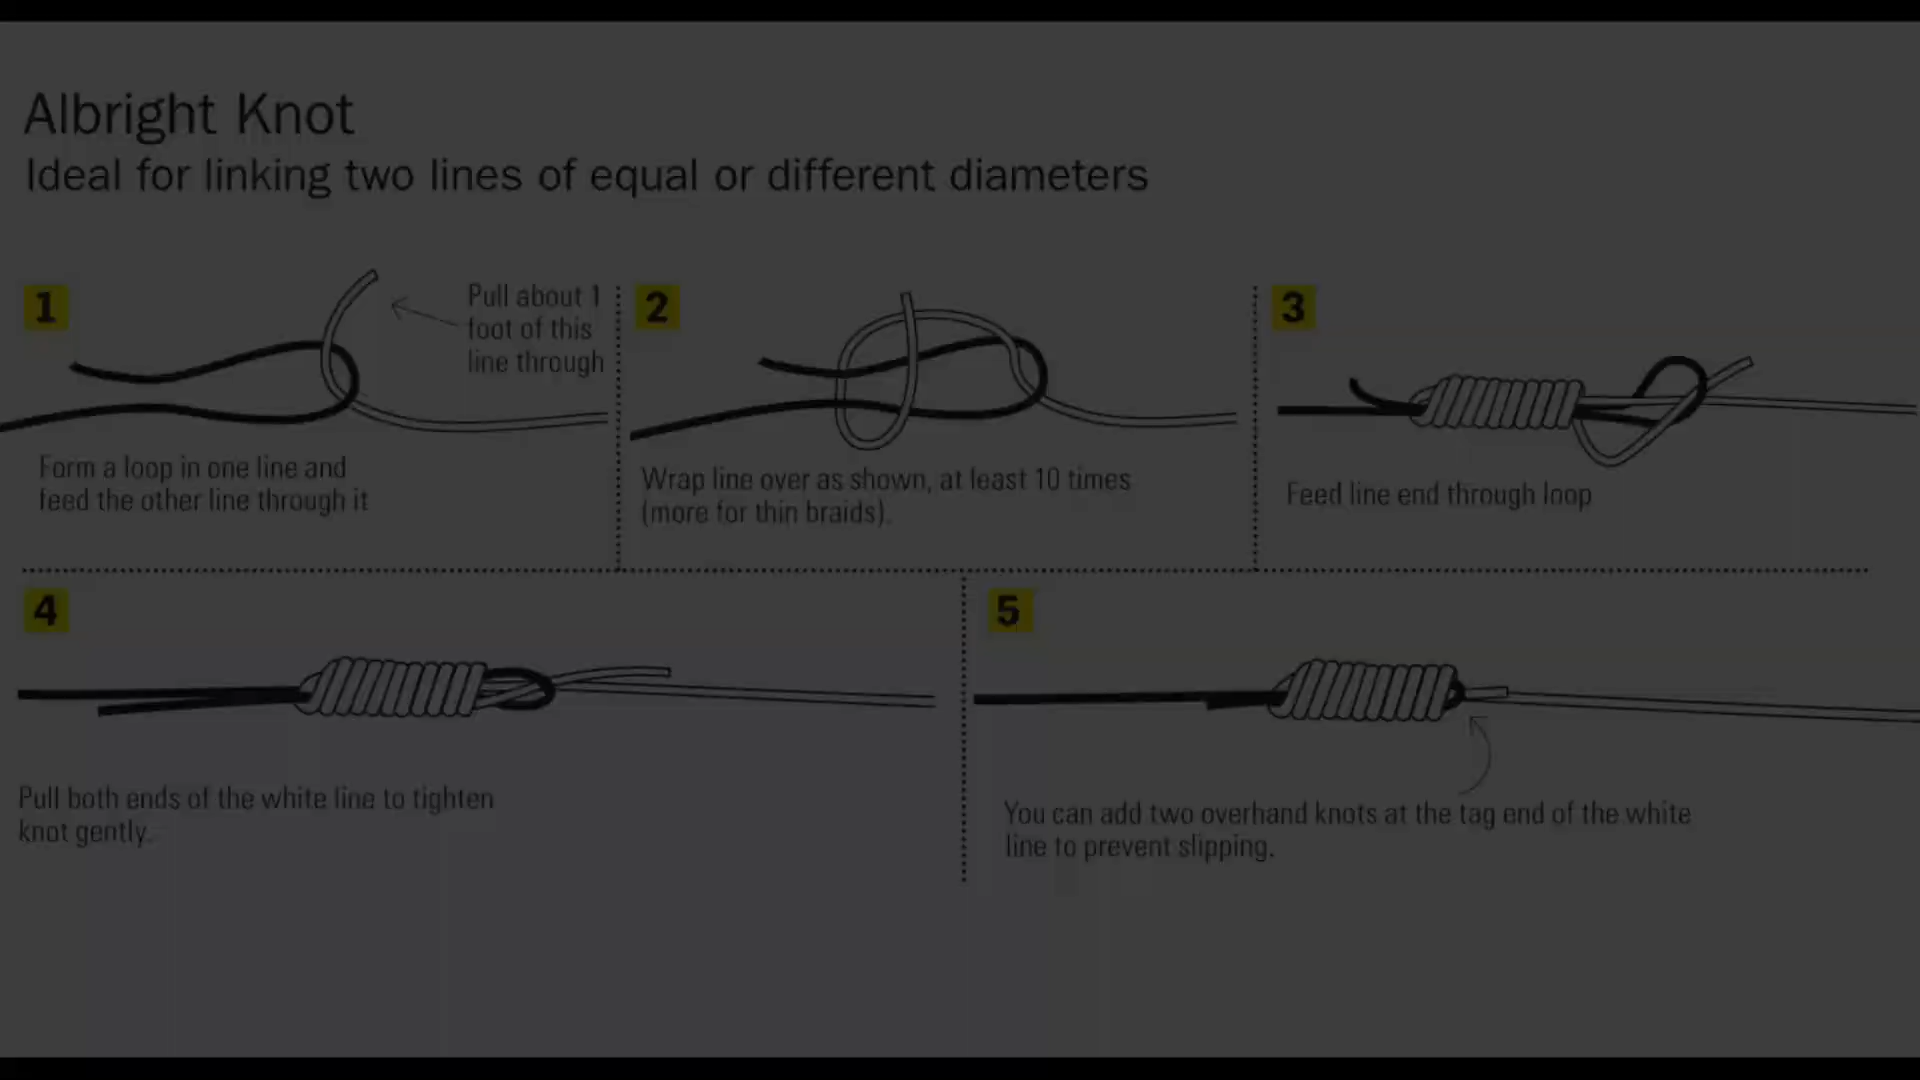 Albright Knot
Ideal for linking two lines of equal or different diameters
1
Pull about 1
foot of this
line through
Form a loop in one line and
feed the other line through it
2
Wrap line over as shown, at least 10 times
(more for thin braids).
3
Feed line end through loop
4
Pull both ends of the white line to tighten
knot gently.
5
You can add two overhand knots at the tag end of the white
line to prevent slipping.